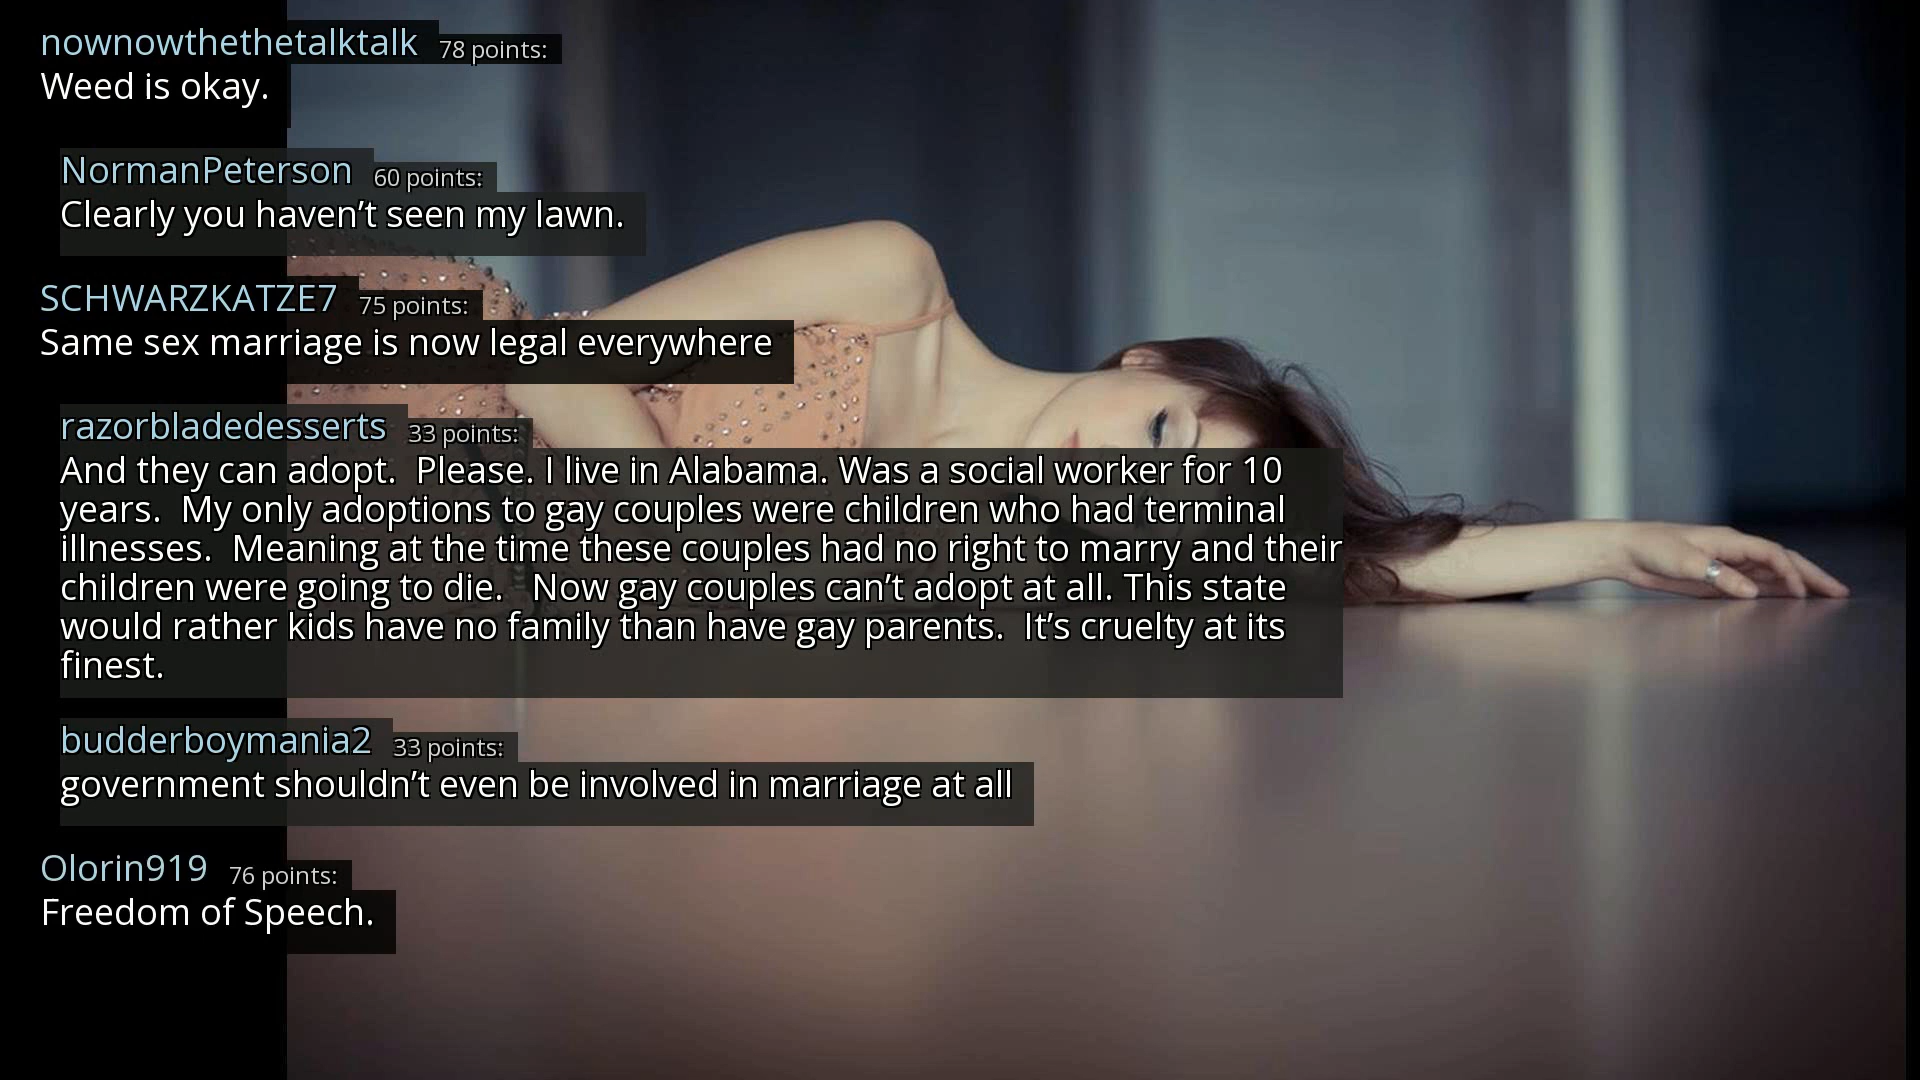 nownowthethetalktalk 78 points:
Weed is okay.
NormanPeterson 60 points:
Clearly you haven’t seen my lawn.
SCHWARZKATZE7 75 points:
Same sex marriage is now legal everywhere
razorbladedesserts 33 points:
And they can adopt.  Please. I live in Alabama. Was a social worker for 10
years.  My only adoptions to gay couples were children who had terminal
illnesses.  Meaning at the time these couples had no right to marry and their
children were going to die.   Now gay couples can’t adopt at all. This state
would rather kids have no family than have gay parents.  It’s cruelty at its
finest.
budderboymania2 33 points:
government shouldn’t even be involved in marriage at all
Olorin919 76 points:
Freedom of Speech.